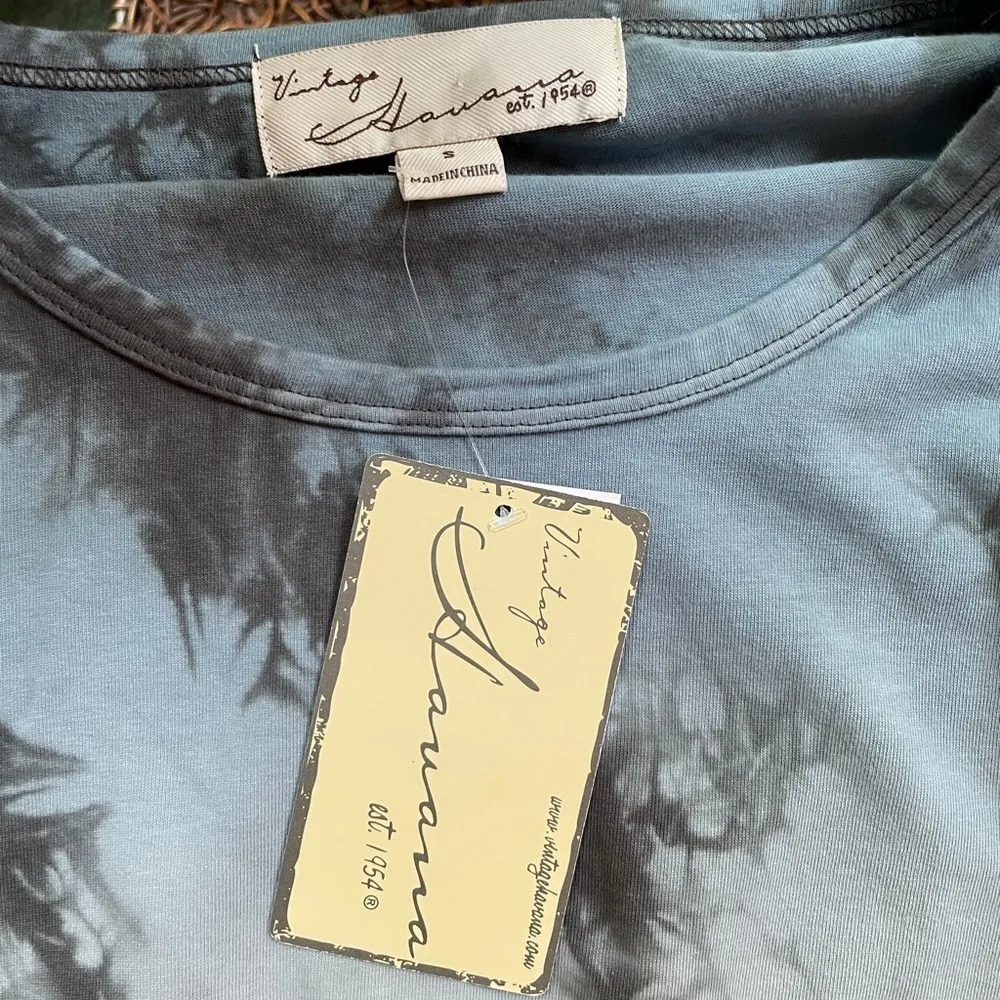 Vintage
Havana
est. 1954®
S
MADE IN CHINA
Vintage
Havana
est. 1954®
www.vintagehavana.com